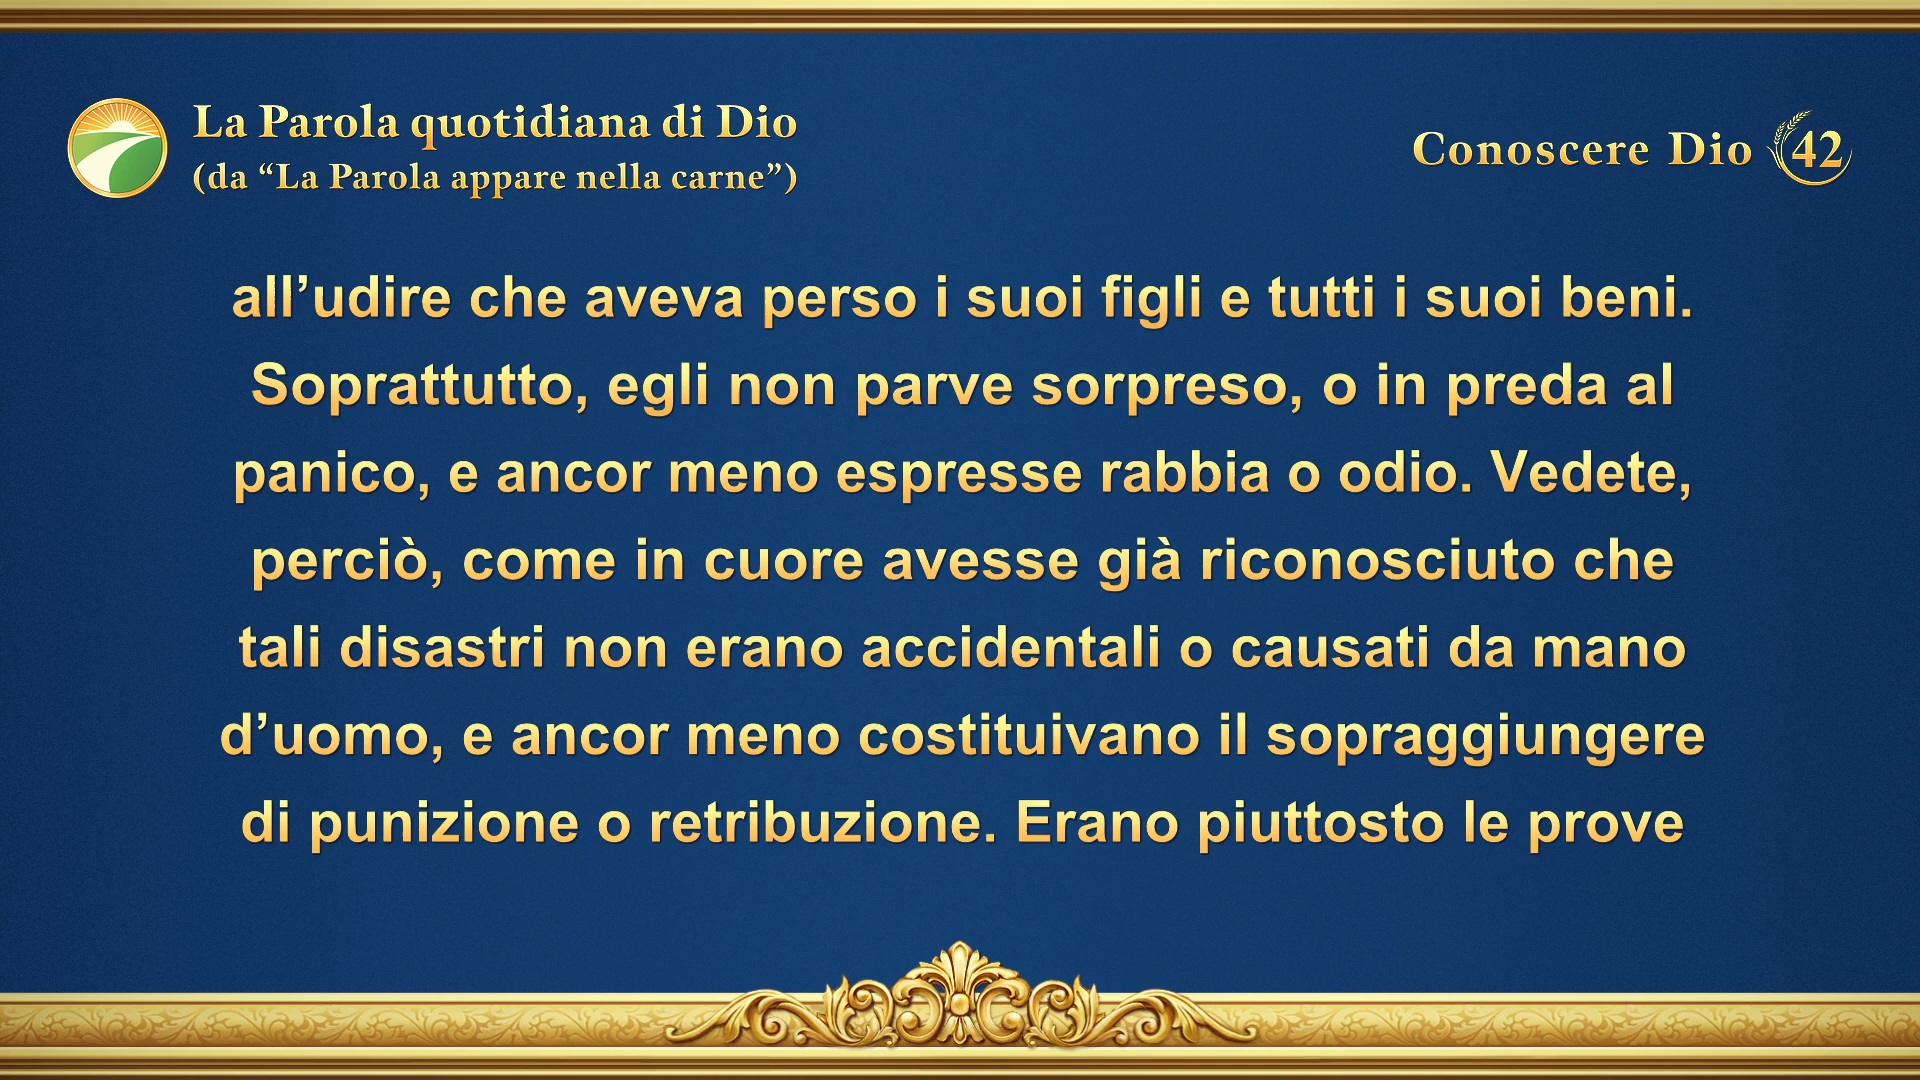 La Parola quotidiana di Dio
(da “La Parola appare nella carne”)
Conoscere Dio 42
all’udire che aveva perso i suoi figli e tutti i suoi beni.
Soprattutto, egli non parve sorpreso, o in preda al
panico, e ancor meno espresse rabbia o odio. Vedete,
perciò, come in cuore avesse già riconosciuto che
tali disastri non erano accidentali o causati da mano
d’uomo, e ancor meno costituivano il sopraggiungere
di punizione o retribuzione. Erano piuttosto le prove